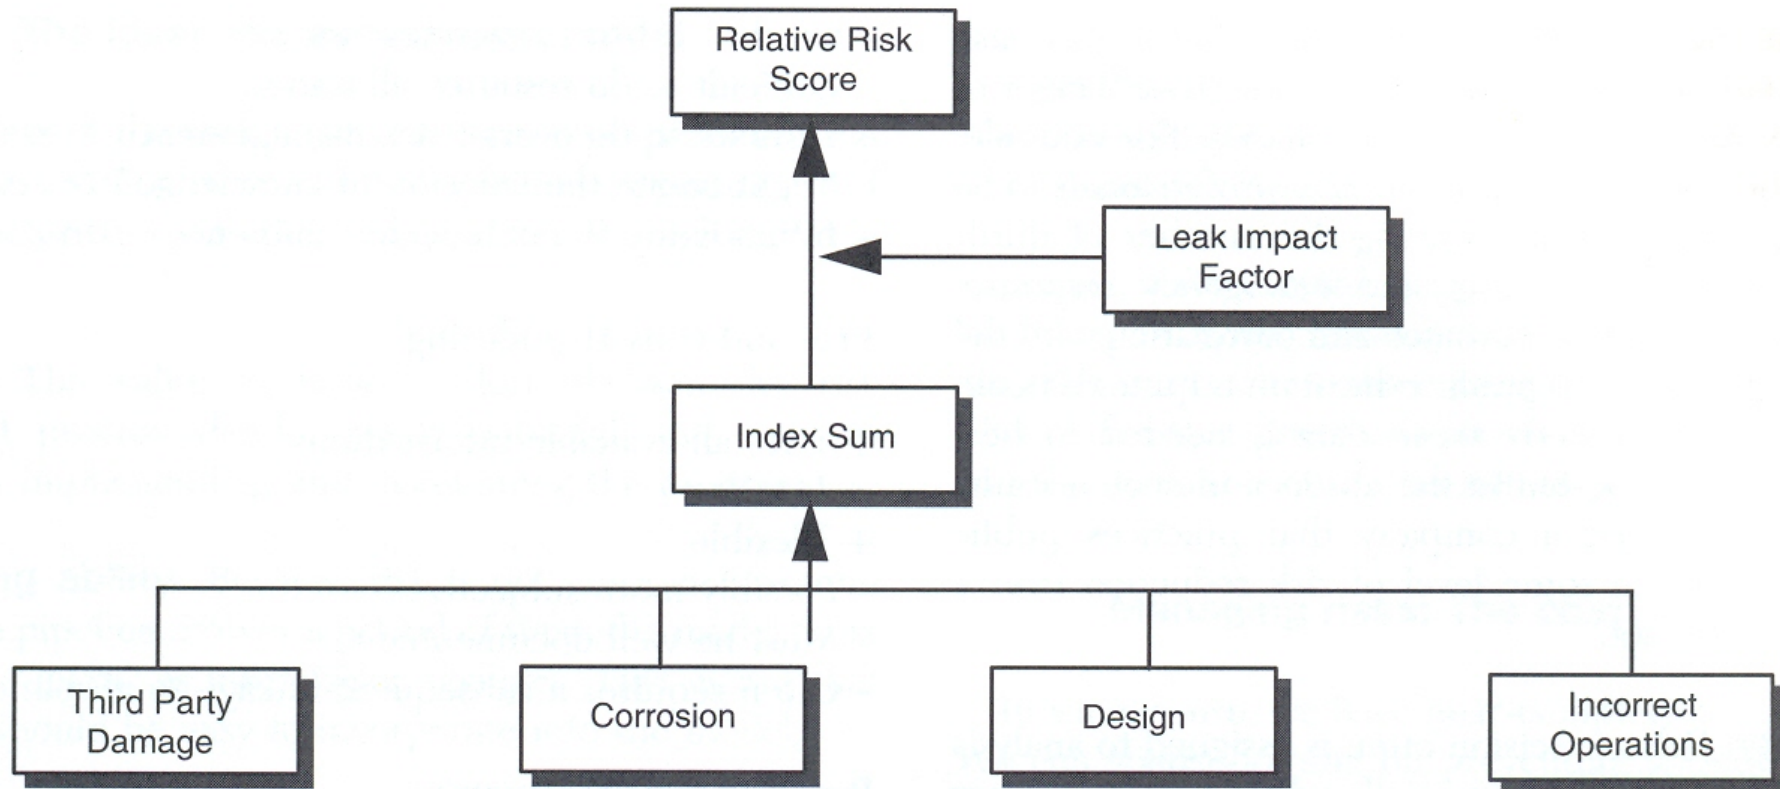 Relative Risk
Score
Leak Impact
Factor
Index Sum
Third Party
Damage
Corrosion
Design
Incorrect
Operations